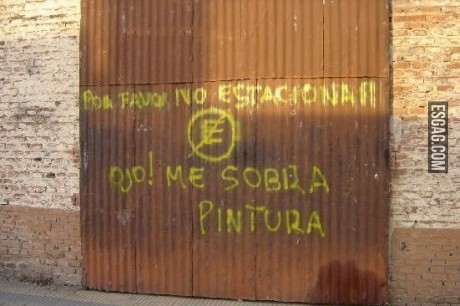 POR FAVOR, NO ESTACIONAR
E
OJO! ME SOBRA
PINTURA
ESGAG.COM